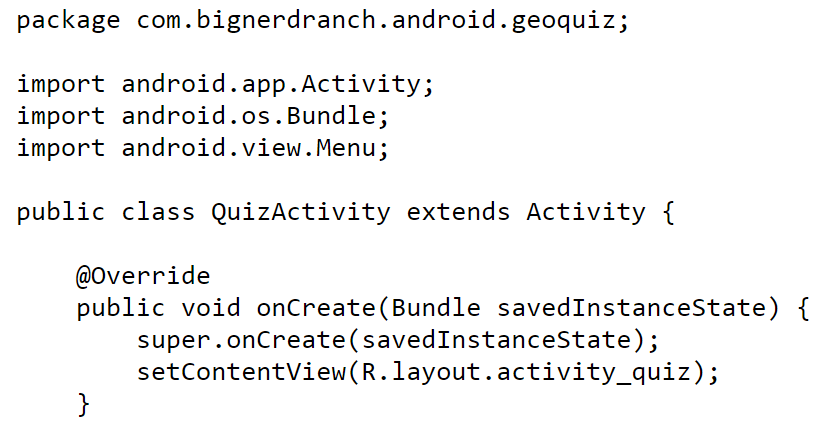 package com.bignerdranch.android.geoquiz;
import android.app.Activity;
import android.os.Bundle;
import android.view.Menu;
public class QuizActivity extends Activity {
@Override
public void onCreate(Bundle savedInstanceState) {
super.onCreate(savedInstanceState);
setContentView(R.layout.activity_quiz);
}